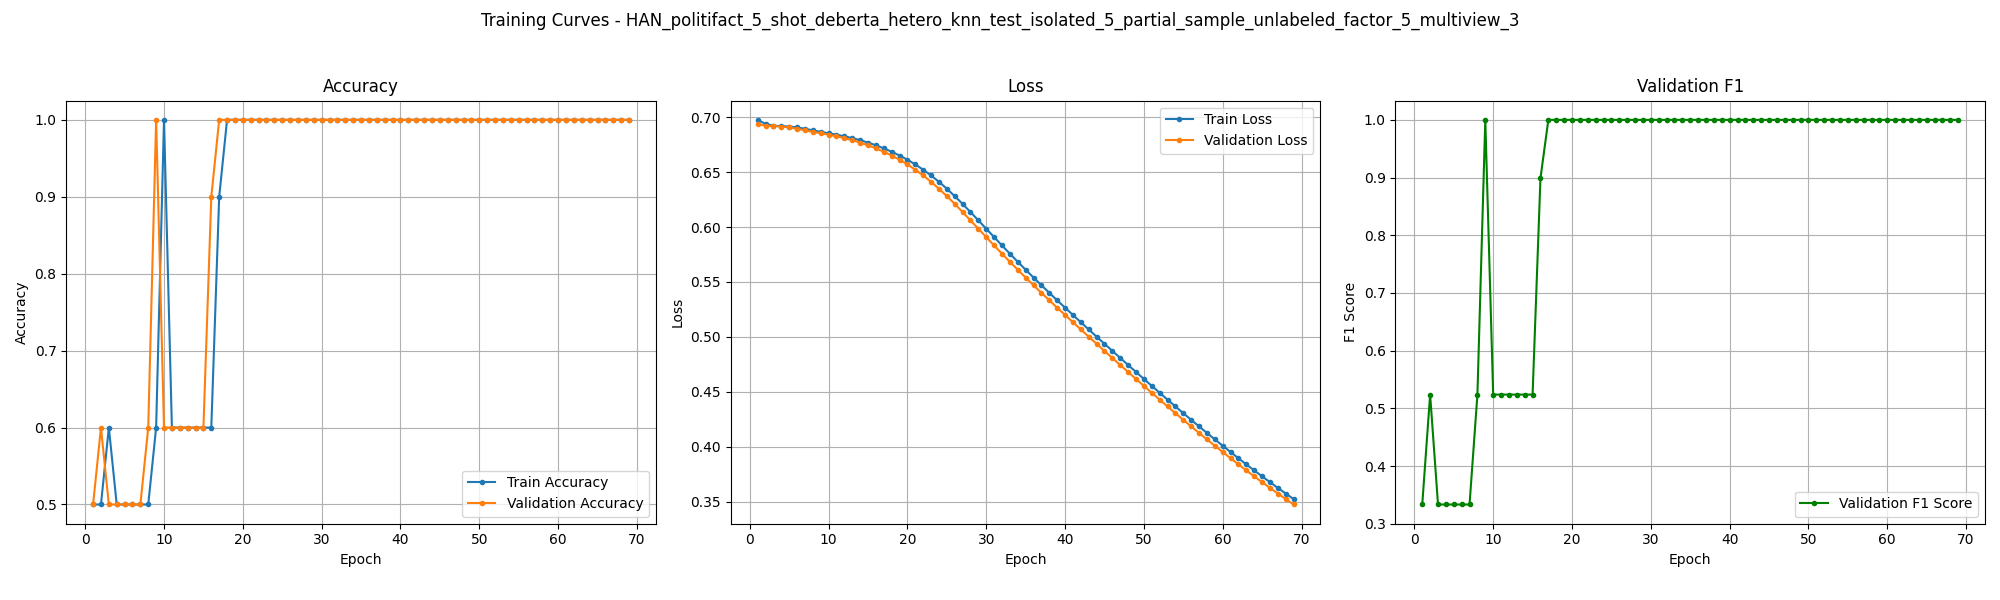 Training Curves - HAN_politifact_5_shot_deberta_hetero_knn_test_isolated_5_partial_sample_unlabeled_factor_5_multiview_3
Accuracy
1.0
0.9
0.8
0.7
0.6
0.5
Accuracy
Train Accuracy
Validation Accuracy
0 10 20 30 40 50 60 70
Epoch
Loss
0.70
0.65
0.60
0.55
0.50
0.45
0.40
0.35
Loss
Train Loss
Validation Loss
0 10 20 30 40 50 60 70
Epoch
Validation F1
1.0
0.9
0.8
0.7
0.6
0.5
0.4
0.3
F1 Score
Validation F1 Score
0 10 20 30 40 50 60 70
Epoch